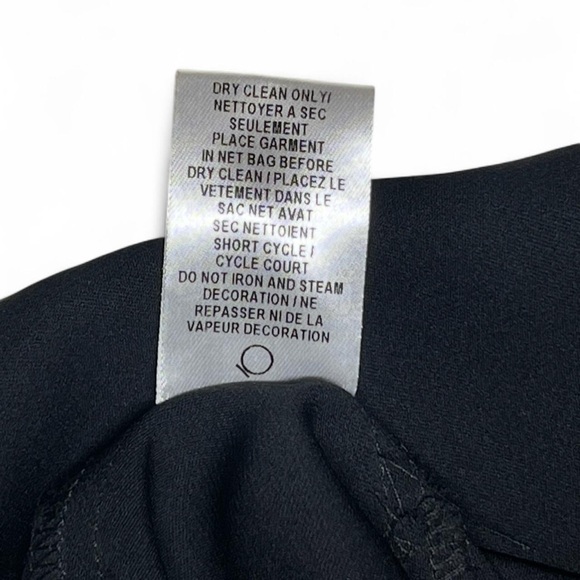 DRY CLEAN ONLY/
NETTOYER A SEC
SEULEMENT
PLACE GARMENT
IN NET BAG BEFORE
DRY CLEAN / PLACEZ LE
VETEMENT DANS LE
SAC NET AVAT
SEC NETTOIENT
SHORT CYCLE /
CYCLE COURT
DO NOT IRON AND STEAM
DECORATION / NE
REPASSER NI DE LA
VAPEUR DECORATION